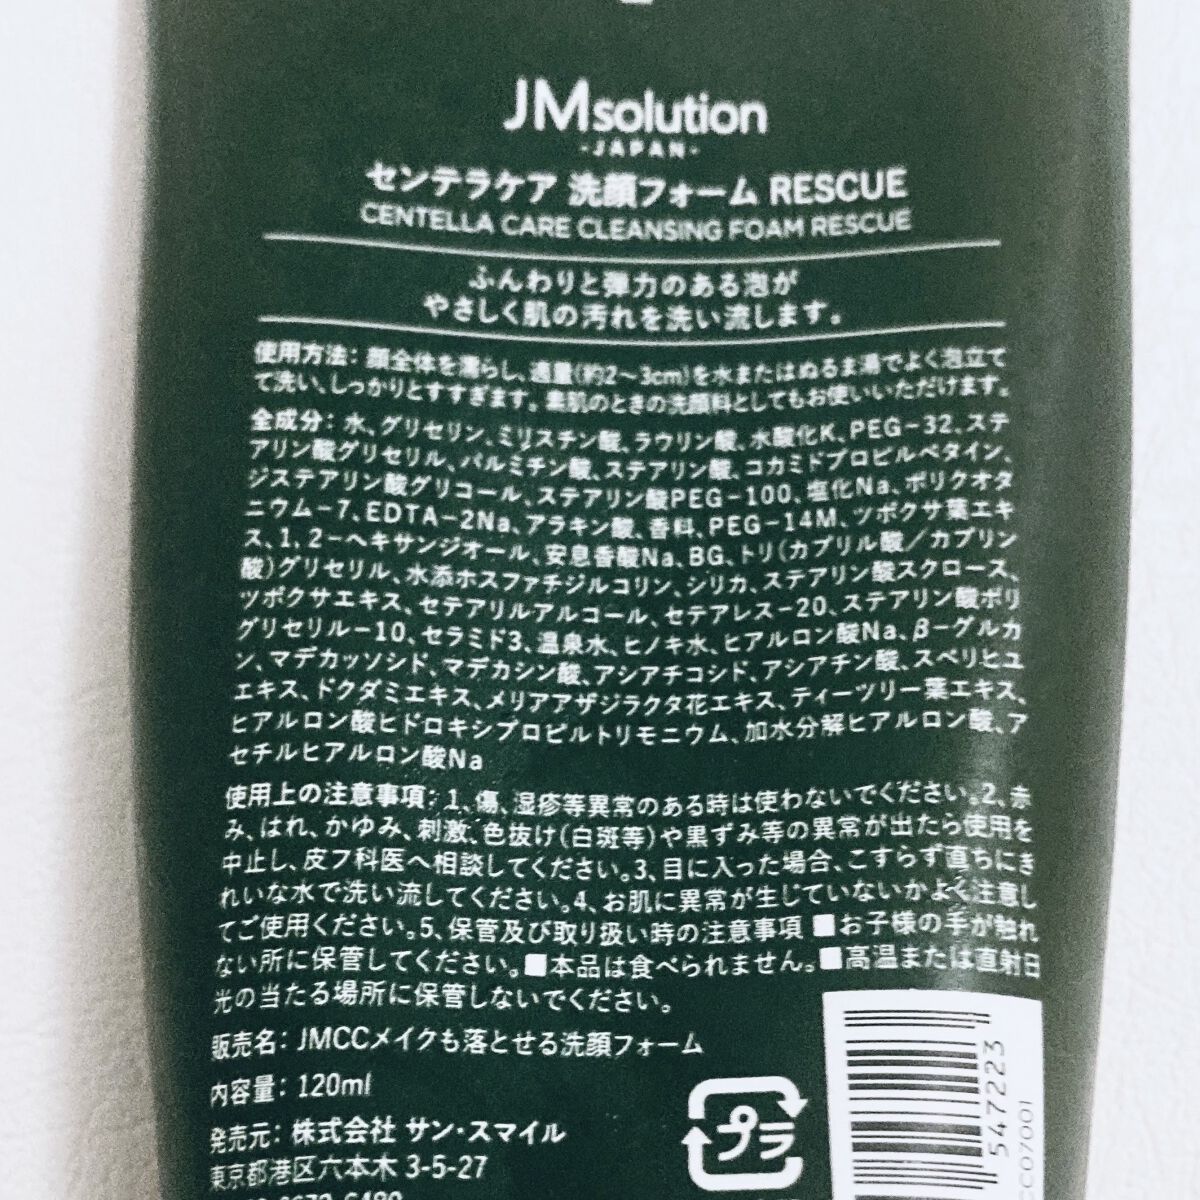 JMsolution
-JAPAN-
センテラケア 洗顔フォーム RESCUE
CENTELLA CARE CLEANSING FOAM RESCUE
ふんわりと弾力のある泡が
やさしく肌の汚れを洗い流します。
使用方法：顔全体を濡らし、適量(約2〜3cm)を水またはぬるま湯でよく泡立て
て洗い、しっかりとすすぎます。素肌のときの洗顔料としてもお使いいただけます。
全成分：水、グリセリン、ミリスチン酸、ラウリン酸、水酸化K、PEG-32、ステ
アリン酸グリセリル、パルミチン酸、ステアリン酸、コカミドプロピルベタイン、
ジステアリン酸グリコール、ステアリン酸PEG-100、塩化Na、ポリクオタ
ニウム-7、EDTA-2Na、アラキン酸、香料、PEG-14M、ツボクサ葉エキ
ス、1,2-ヘキサンジオール、安息香酸Na、BG、トリ(カプリル酸/カプリン
酸)グリセリル、水添ホスファチジルコリン、シリカ、ステアリン酸スクロース、
ツボクサエキス、セテアリルアルコール、セテアレス-20、ステアリン酸ポリ
グリセリル-10、セラミド3、温泉水、ヒノキ水、ヒアルロン酸Na、β-グルカ
ン、マデカッソシド、マデカシン酸、アシアチコシド、アシアチン酸、スベリヒユ
エキス、ドクダミエキス、メリアアザジラクタ花エキス、ティーツリー葉エキス、
ヒアルロン酸ヒドロキシプロピルトリモニウム、加水分解ヒアルロン酸、ア
セチルヒアルロン酸Na
使用上の注意事項：1、傷、湿疹等異常のある時は使わないでください。2、赤
み、はれ、かゆみ、刺激、色抜け(白斑等)や黒ずみ等の異常が出たら使用を
中止し、皮フ科医へ相談してください。3、目に入った場合、こすらず直ちにき
れいな水で洗い流してください。4、お肌に異常が生じていないかよく注意し
てご使用ください。5、保管及び取り扱い時の注意事項 ■お子様の手が触れ
ない所に保管してください。■本品は食べられません。■高温または直射日
光の当たる場所に保管しないでください。
販売名：JMCCメイクも落とせる洗顔フォーム
内容量：120ml
発売元：株式会社 サン・スマイル
東京都港区六本木 3-5-27
プラ
547223
C07001